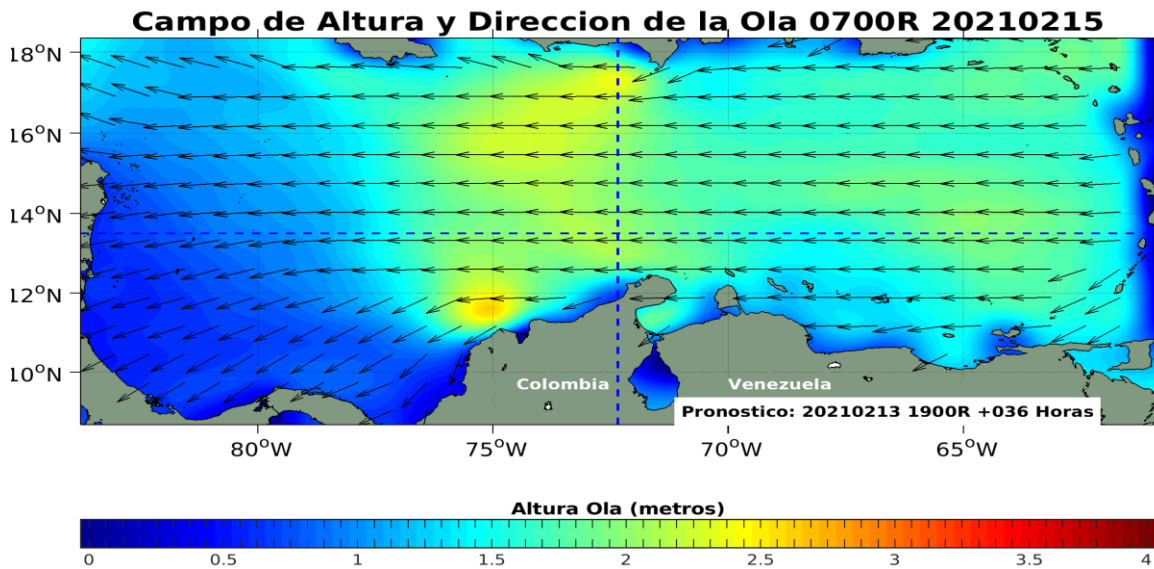 Campo de Altura y Direccion de la Ola 0700R 20210215
18°N
16°N
14°N
12°N
10°N
Colombia
Venezuela
Pronostico: 20210213 1900R +036 Horas
80°W
75°W
70°W
65°W
Altura Ola (metros)
0 0.5 1 1.5 2 2.5 3 3.5 4